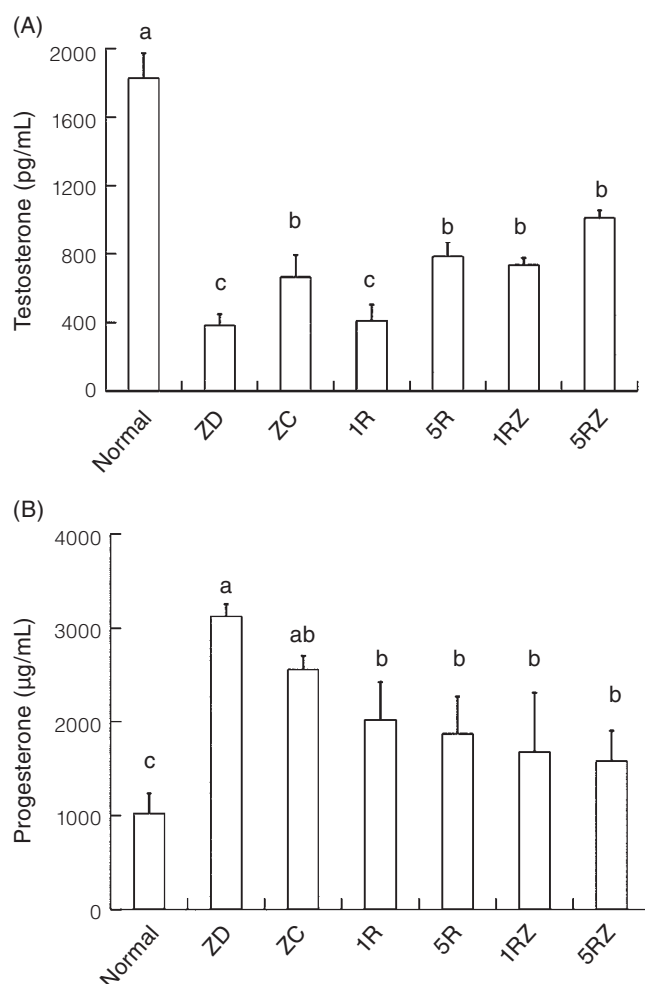 (A)
Testosterone (pg/mL)
2000
1600
1200
800
400
0
a
c
b
c
b
b
b
Normal
ZD
ZC
1R
5R
1RZ
5RZ
(B)
Progesterone (μg/mL)
4000
3000
2000
1000
0
c
a
ab
b
b
b
b
Normal
ZD
ZC
1R
5R
1RZ
5RZ